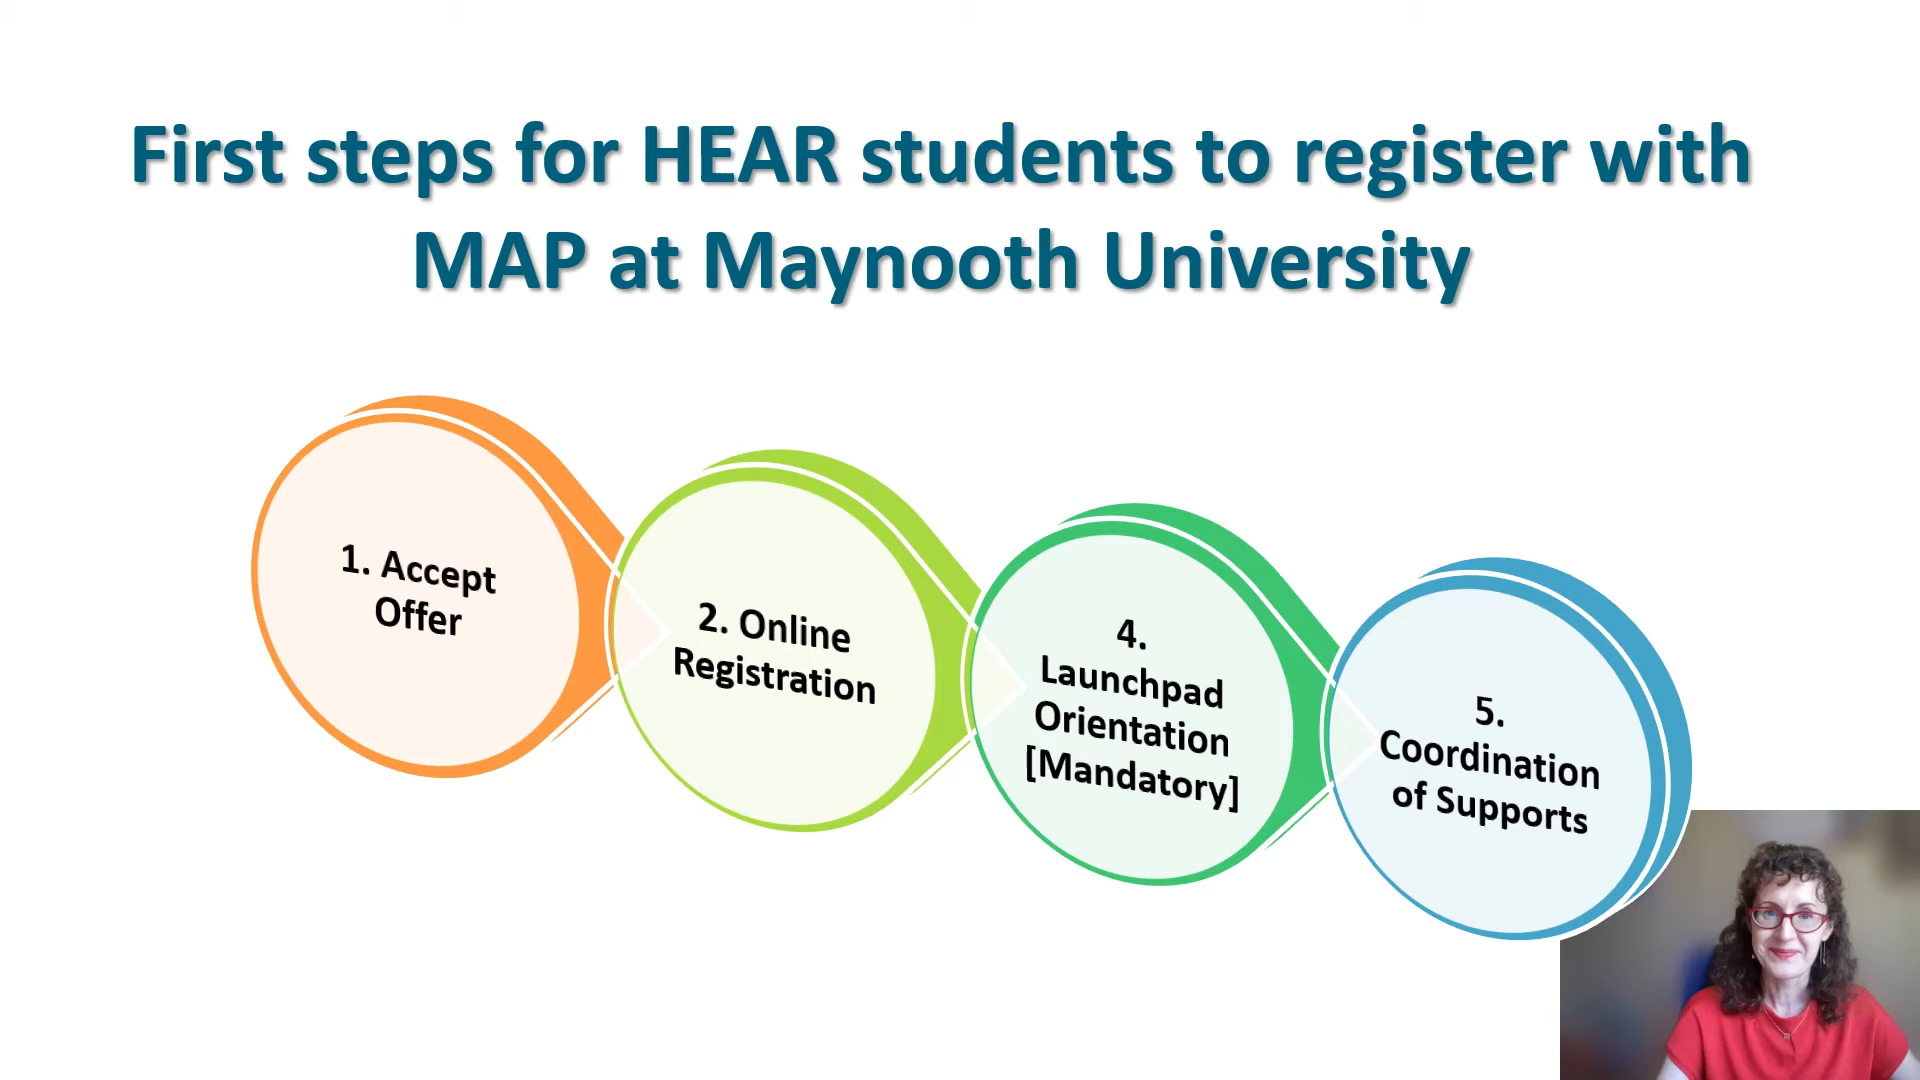 First steps for HEAR students to register with
MAP at Maynooth University
1. Accept
Offer
2. Online
Registration
4.
Launchpad
Orientation
[Mandatory]
5.
Coordination
of Supports